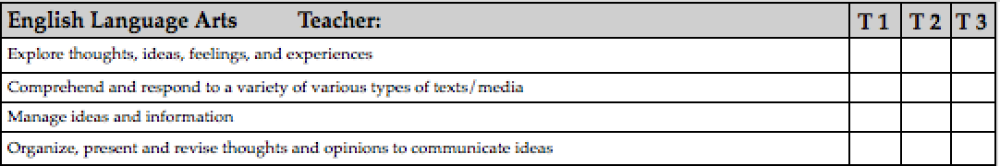 English Language Arts Teacher: T 1 T 2 T 3
Explore thoughts, ideas, feelings, and experiences
Comprehend and respond to a variety of various types of texts/media
Manage ideas and information
Organize, present and revise thoughts and opinions to communicate ideas